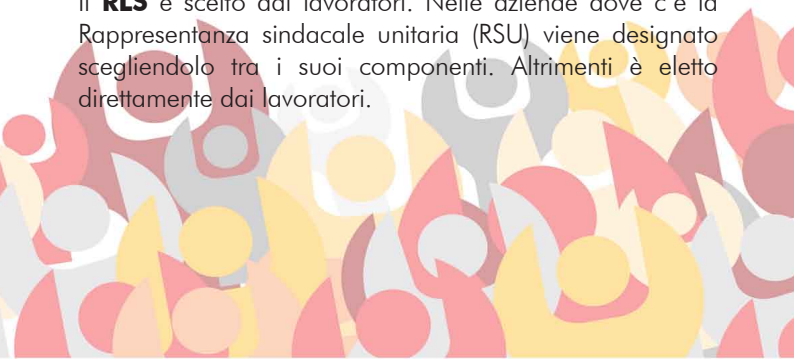 Il RLS è scelto dai lavoratori. Nelle aziende dove c'è la
Rappresentanza sindacale unitaria (RSU) viene designato
scegliendolo tra i suoi componenti. Altrimenti è eletto
direttamente dai lavoratori.